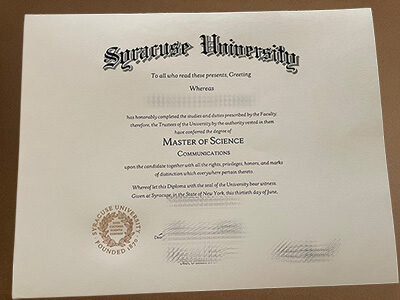 Syracuse University
To all who read these presents, Greeting
Whereas
has honorably completed the studies and duties prescribed by the Faculty,
therefore, the Trustees of the University by the authority vested in them
have conferred the degree of
MASTER OF SCIENCE
COMMUNICATIONS
upon the candidate together with all the rights, privileges, honors, and marks
of distinction which everywhere pertain thereto.
Whereof let this Diploma with the seal of the University bear witness
Given at Syracuse, in the State of New York, this thirtieth day of June,
SYRACUSE UNIVERSITY
FOUNDED 1870